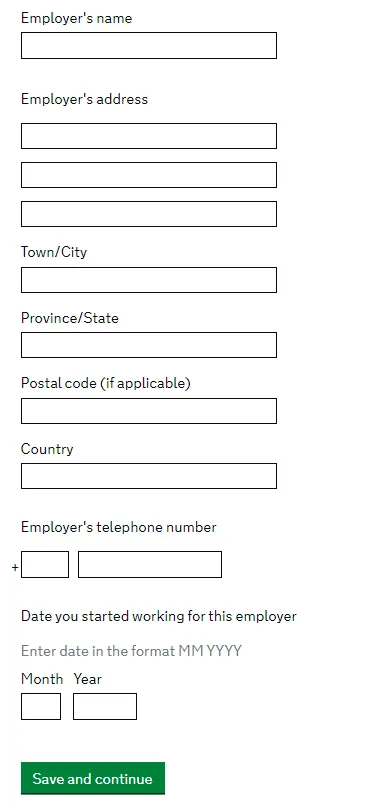 Employer's name
Employer's address
Town/City
Province/State
Postal code (if applicable)
Country
Employer's telephone number
+
Date you started working for this employer
Enter date in the format MM YYYY
Month Year
Save and continue